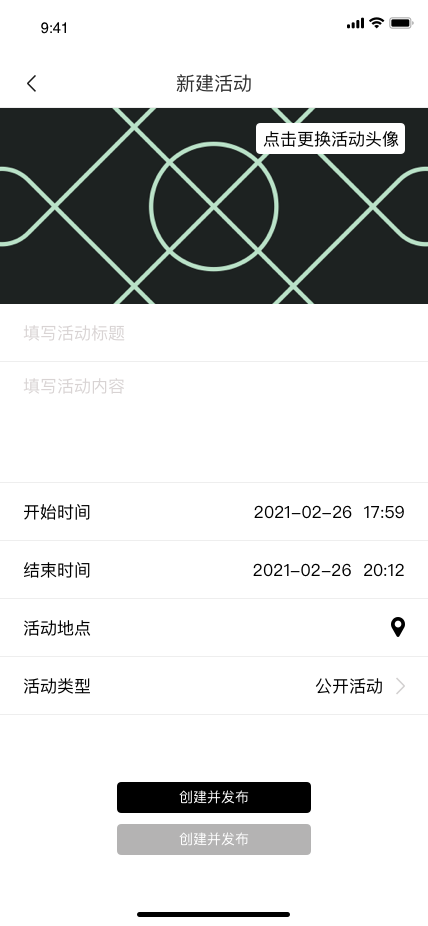 9:41
新建活动
点击更换活动头像
填写活动标题
填写活动内容
开始时间 2021-02-26 17:59
结束时间 2021-02-26 20:12
活动地点
活动类型 公开活动
创建并发布
创建并发布